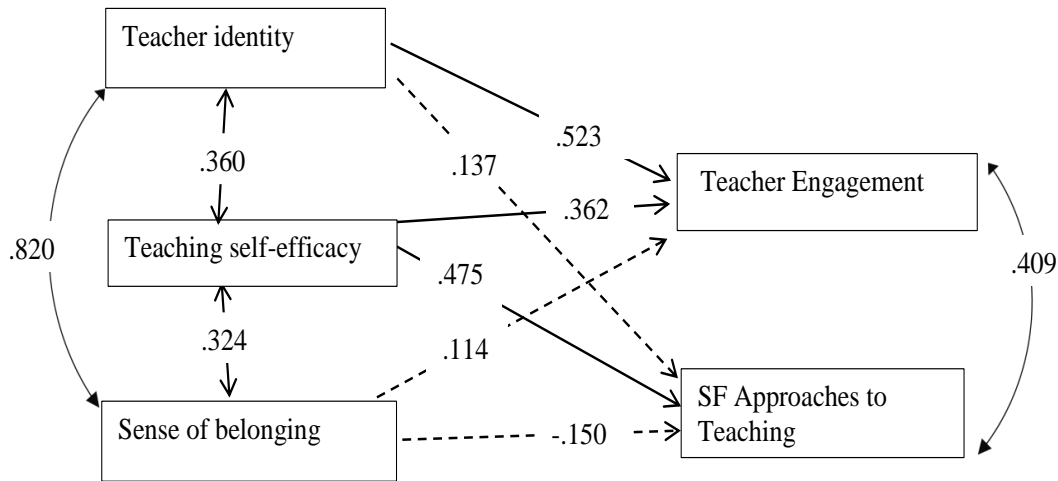 Teacher identity
.523
.137
.360
Teacher Engagement
.362
Teaching self-efficacy
.820
.475
.409
.324
.114
SF Approaches to
Teaching
Sense of belonging
-.150